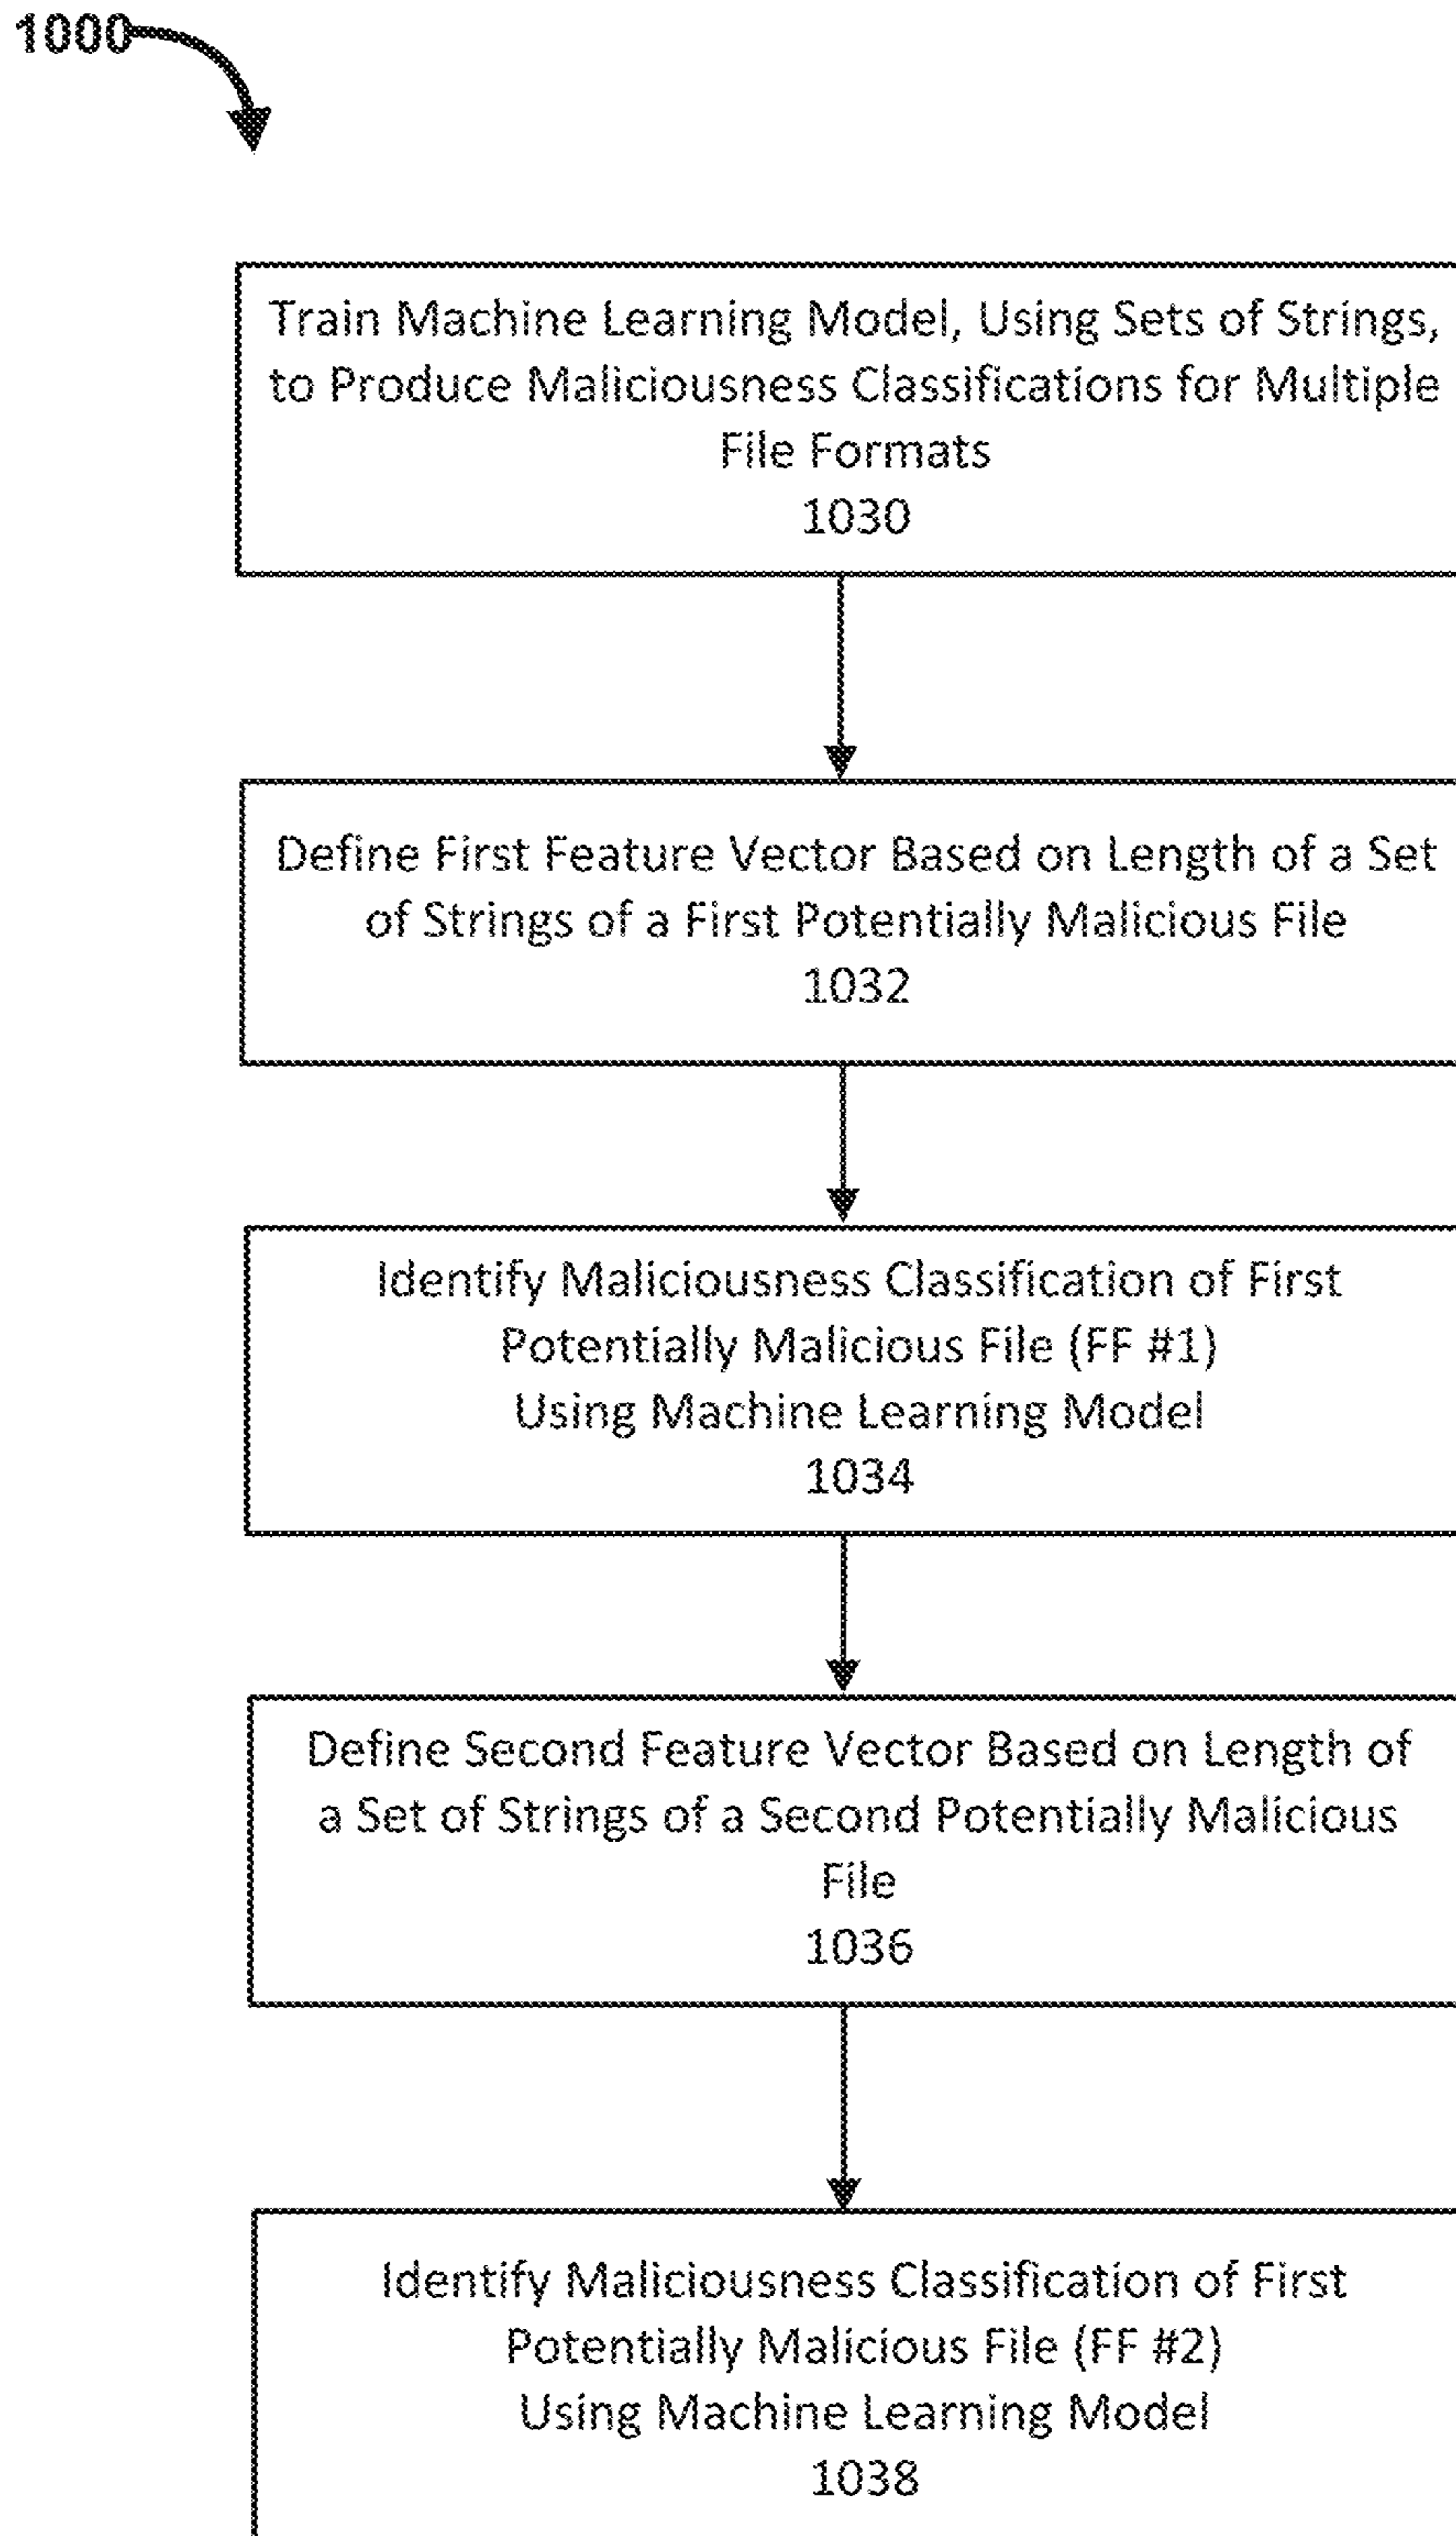 1000
Train Machine Learning Model, Using Sets of Strings,
to Produce Maliciousness Classifications for Multiple
File Formats
1030
Define First Feature Vector Based on Length of a Set
of Strings of a First Potentially Malicious File
1032
Identify Maliciousness Classification of First
Potentially Malicious File (FF #1)
Using Machine Learning Model
1034
Define Second Feature Vector Based on Length of
a Set of Strings of a Second Potentially Malicious
File
1036
Identify Maliciousness Classification of First
Potentially Malicious File (FF #2)
Using Machine Learning Model
1038